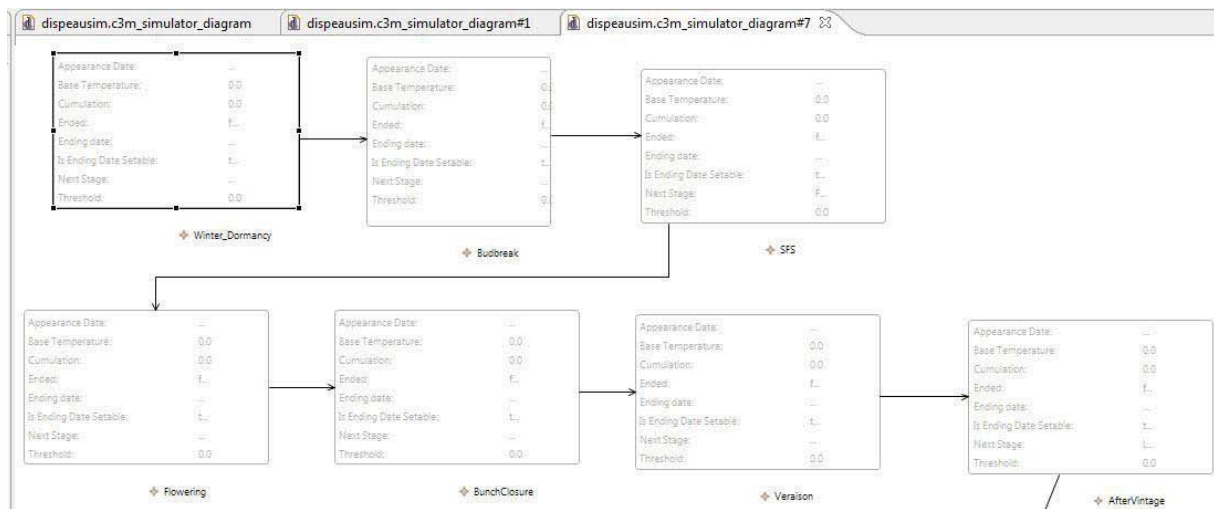 dispeausim.c3m_simulator_diagram
dispeausim.c3m_simulator_diagram#1
dispeausim.c3m_simulator_diagram#7
Appearance Date: ...
Base Temperature: 0.0
Cumulation: 0.0
Ended: f...
Ending date: ...
Is Ending Date Setable: t...
Next Stage: ...
Threshold: 0.0
Winter_Dormancy
Appearance Date: ...
Base Temperature: 0.0
Cumulation: 0.0
Ended: f...
Ending date: ...
Is Ending Date Setable: t...
Next Stage: ...
Threshold: 0.0
Budbreak
Appearance Date: ...
Base Temperature: 0.0
Cumulation: 0.0
Ended: f...
Ending date: ...
Is Ending Date Setable: t...
Next Stage: F...
Threshold: 0.0
SFS
Appearance Date: ...
Base Temperature: 0.0
Cumulation: 0.0
Ended: f...
Ending date: ...
Is Ending Date Setable: t...
Next Stage: ...
Threshold: 0.0
Flowering
Appearance Date: ...
Base Temperature: 0.0
Cumulation: 0.0
Ended: f...
Ending date: ...
Is Ending Date Setable: t...
Next Stage: ...
Threshold: 0.0
BunchClosure
Appearance Date: ...
Base Temperature: 0.0
Cumulation: 0.0
Ended: f...
Ending date: ...
Is Ending Date Setable: t...
Next Stage: ...
Threshold: 0.0
Veraison
Appearance Date: ...
Base Temperature: 0.0
Cumulation: 0.0
Ended: f...
Ending date: ...
Is Ending Date Setable: t...
Next Stage: L...
Threshold: 0.0
AfterVintage